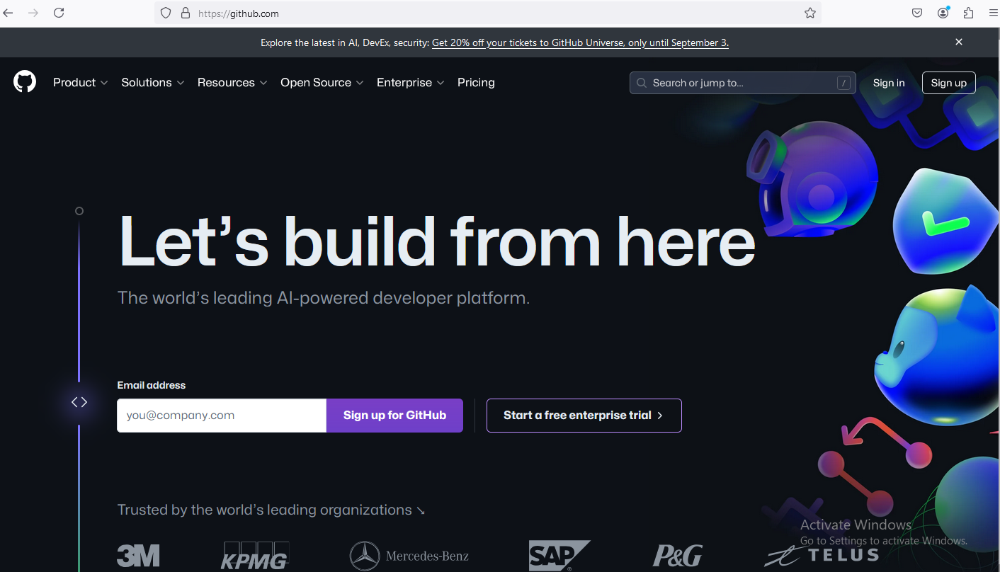 https://github.com
Explore the latest in AI, DevEx, security: Get 20% off your tickets to GitHub Universe, only until September 3.
Product Solutions Resources Open Source Enterprise Pricing Search or jump to... / Sign in Sign up
Let’s build from here
The world’s leading AI-powered developer platform.
Email address
you@company.com Sign up for GitHub Start a free enterprise trial
Trusted by the world’s leading organizations ↘
Activate Windows
Go to Settings to activate Windows.
3M KPMG Mercedes-Benz SAP® P&G TELUS